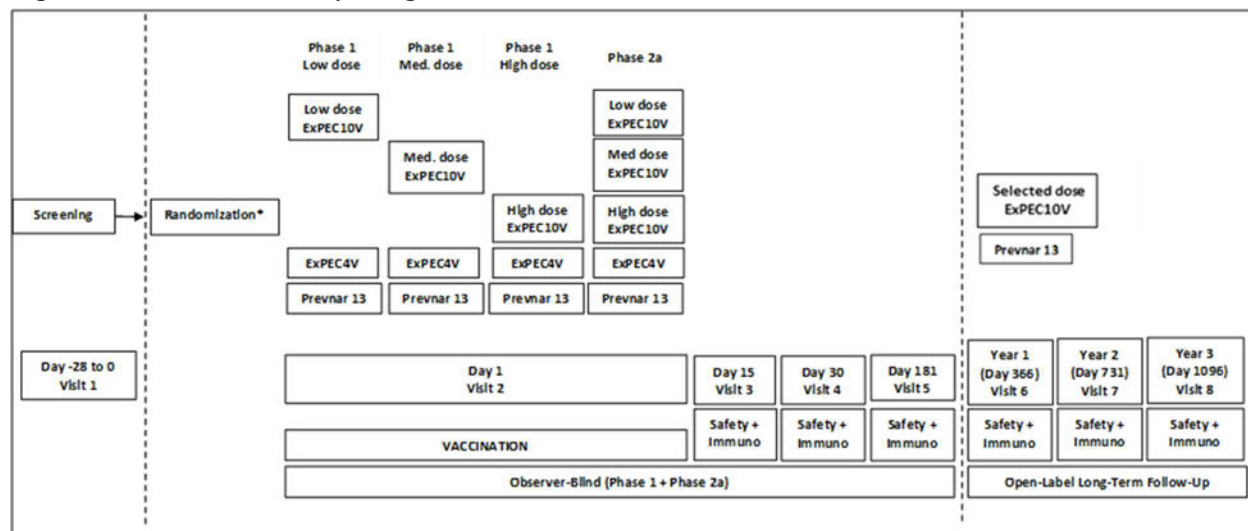 Phase 1
Low dose
Phase 1
Med. dose
Phase 1
High dose
Phase 2a
Low dose
ExPEC10V
Low dose
ExPEC10V
Med. dose
ExPEC10V
Med dose
ExPEC10V
Screening
Randomization*
High dose
ExPEC10V
High dose
ExPEC10V
Selected dose
ExPEC10V
ExPEC4V
ExPEC4V
ExPEC4V
ExPEC4V
Prevnar 13
Prevnar 13
Prevnar 13
Prevnar 13
Prevnar 13
Day -28 to 0
Visit 1
Day 1
Visit 2
Day 15
Visit 3
Day 30
Visit 4
Day 181
Visit 5
Year 1
(Day 366)
Visit 6
Year 2
(Day 731)
Visit 7
Year 3
(Day 1096)
Visit 8
VACCINATION
Safety +
Immuno
Safety +
Immuno
Safety +
Immuno
Safety +
Immuno
Safety +
Immuno
Safety +
Immuno
Observer-Blind (Phase 1 + Phase 2a)
Open-Label Long-Term Follow-Up